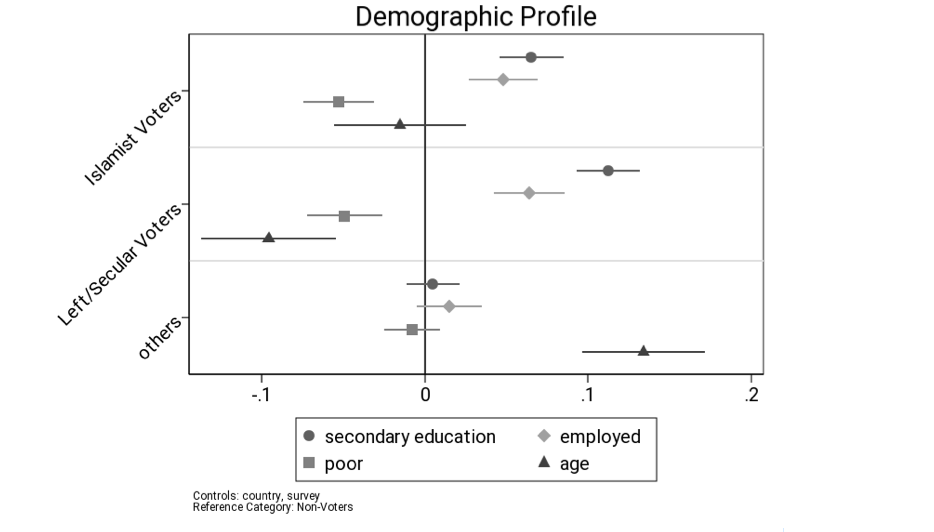 Demographic Profile
Islamist Voters
Left/Secular Voters
others
-.1 0 .1 .2
secondary education employed
poor age
Controls: country, survey
Reference Category: Non-Voters